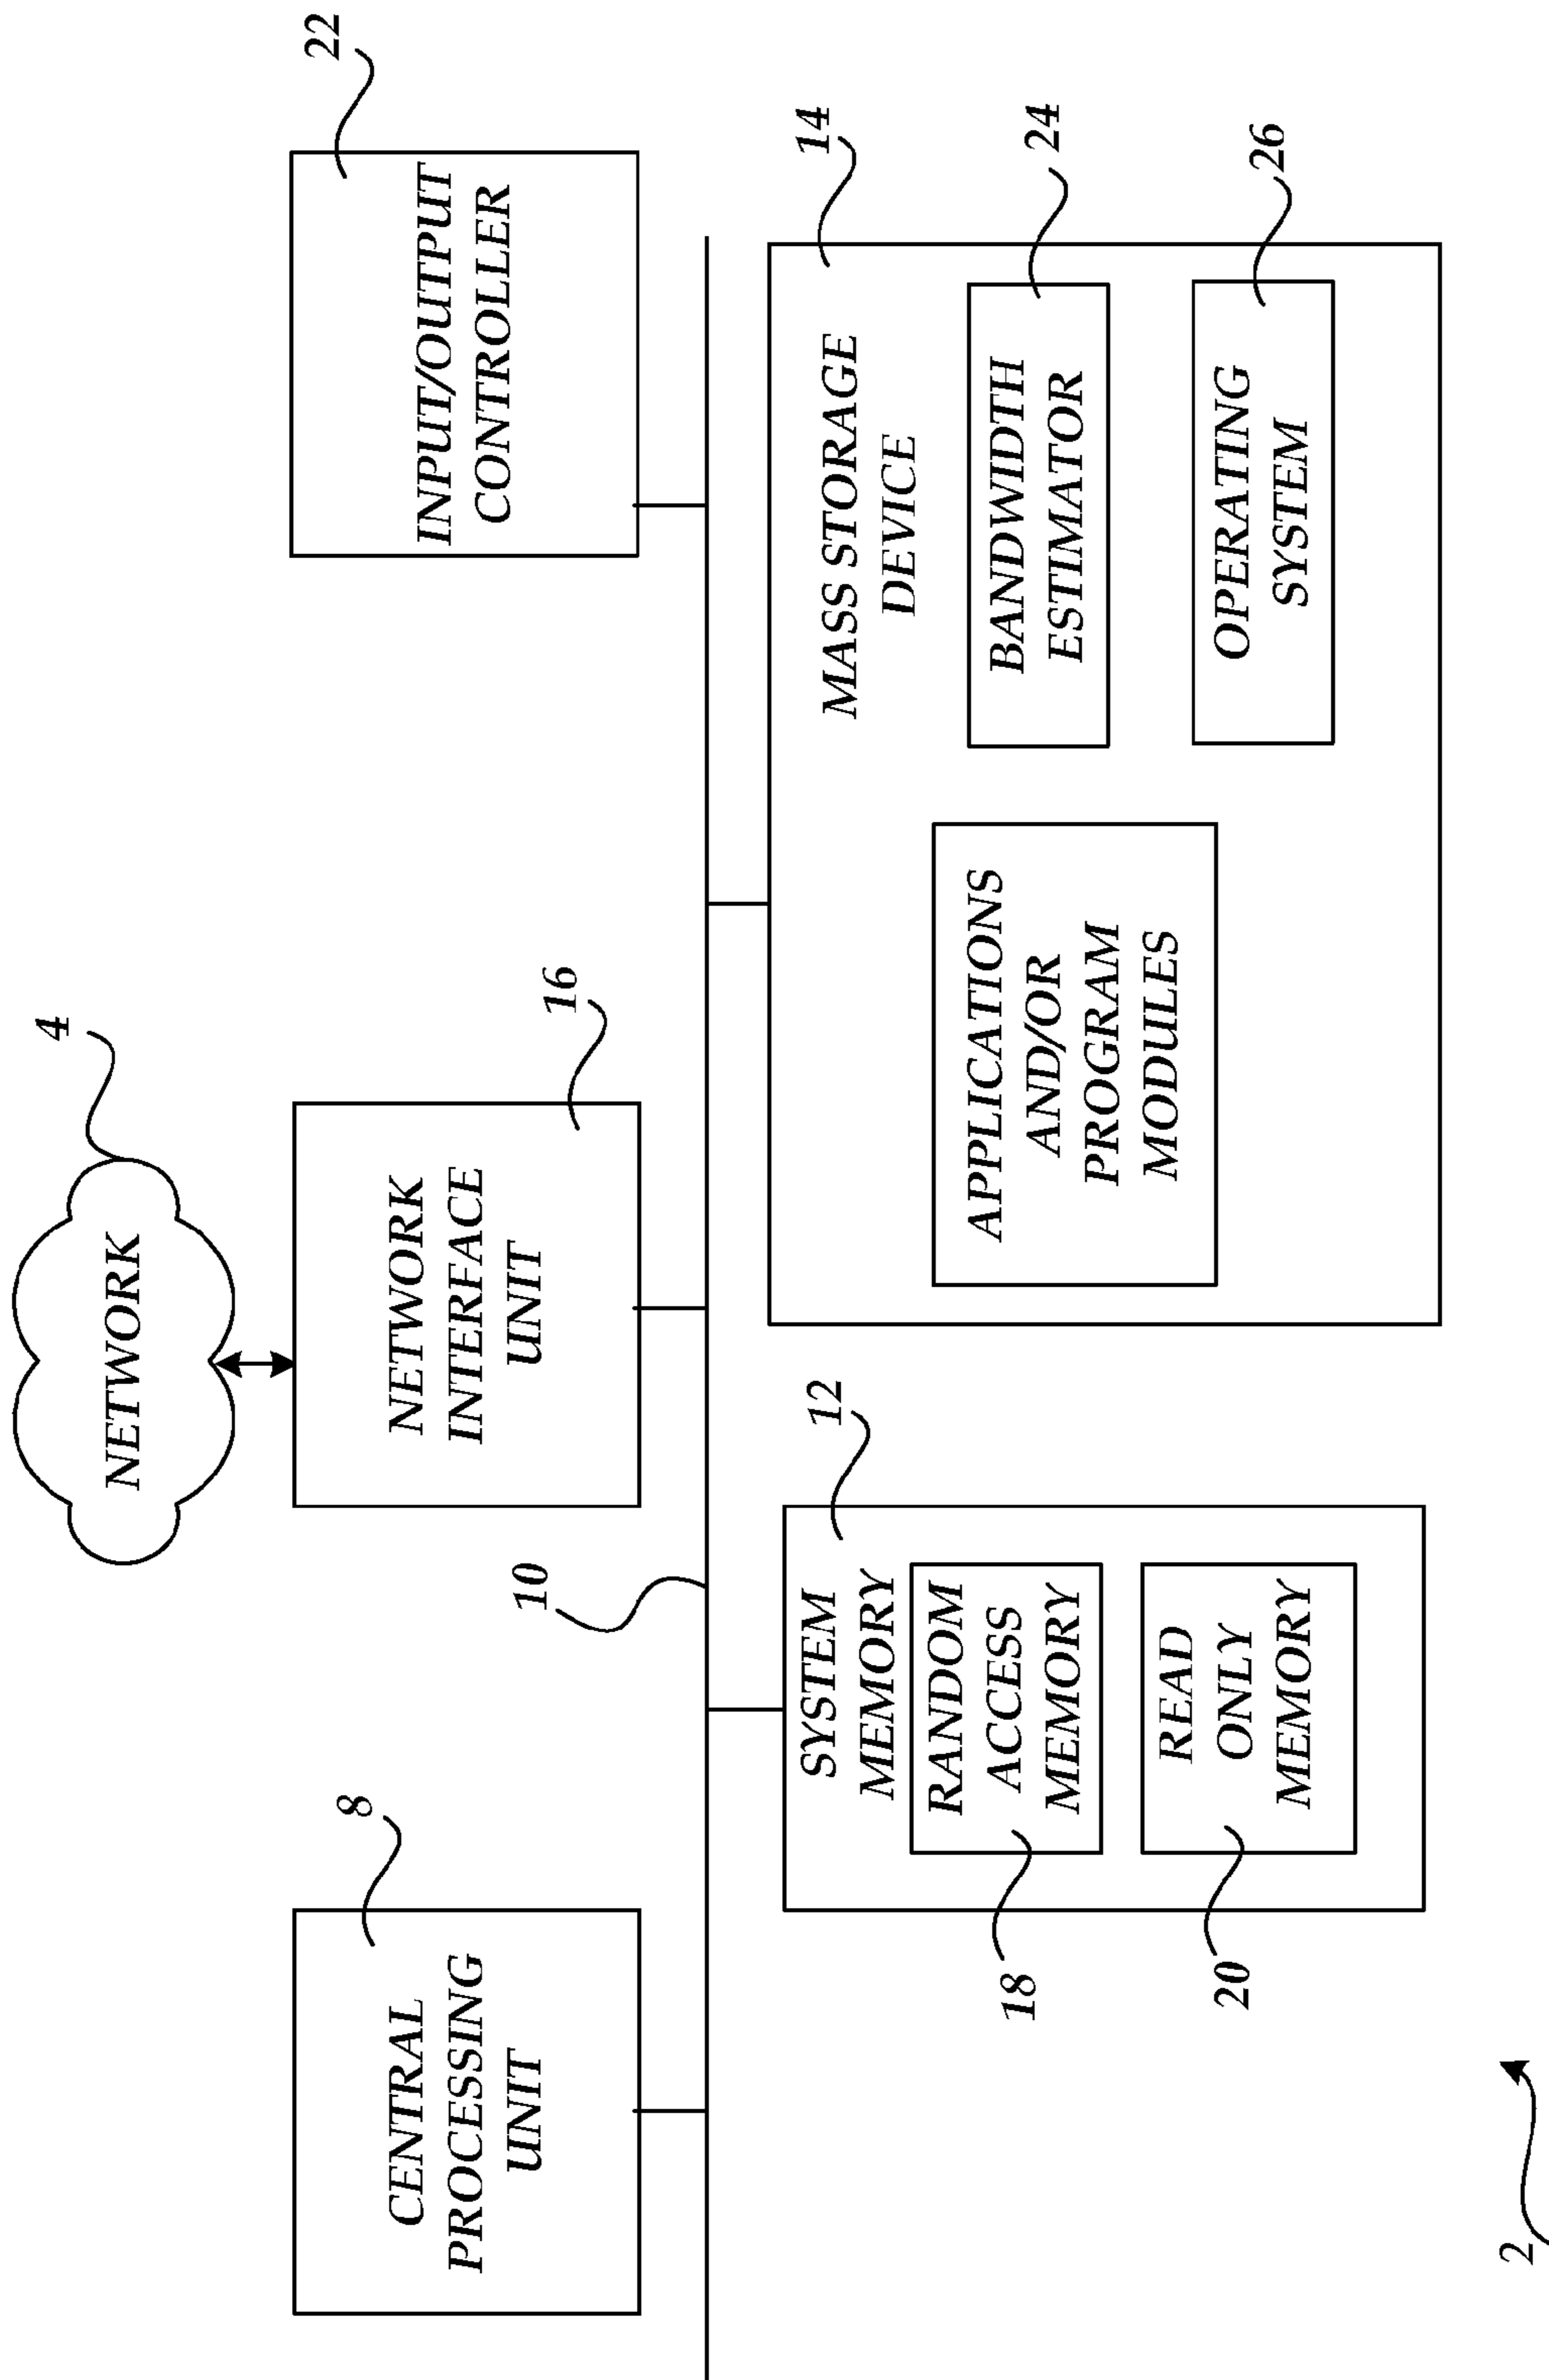 4
NETWORK
8
CENTRAL
PROCESSING
UNIT
16
NETWORK
INTERFACE
UNIT
22
INPUT/OUTPUT
CONTROLLER
10
12
SYSTEM
MEMORY
RANDOM
ACCESS
MEMORY
18
READ
ONLY
MEMORY
20
14
MASS STORAGE
DEVICE
APPLICATIONS
AND/OR
PROGRAM
MODULES
BANDWIDTH
ESTIMATOR
24
OPERATING
SYSTEM
26
2